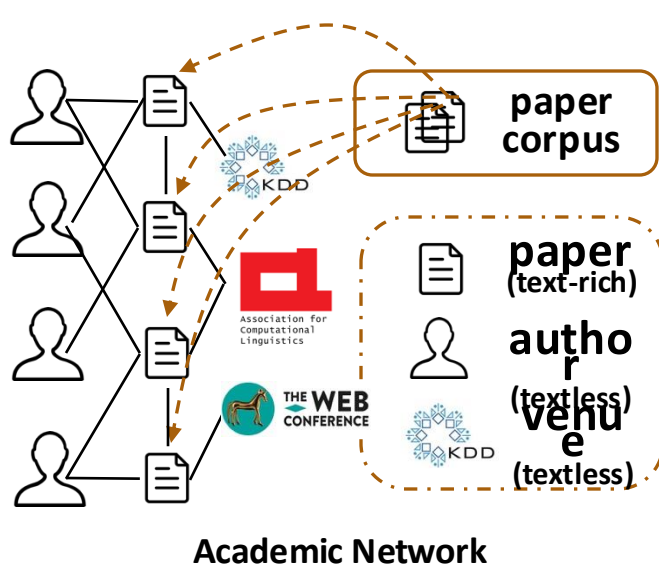 paper
corpus
KDD
Association for
Computational
Linguistics
THE WEB
CONFERENCE
paper
(text-rich)
autho
r
(textless)
venu
e
KDD
(textless)
Academic Network